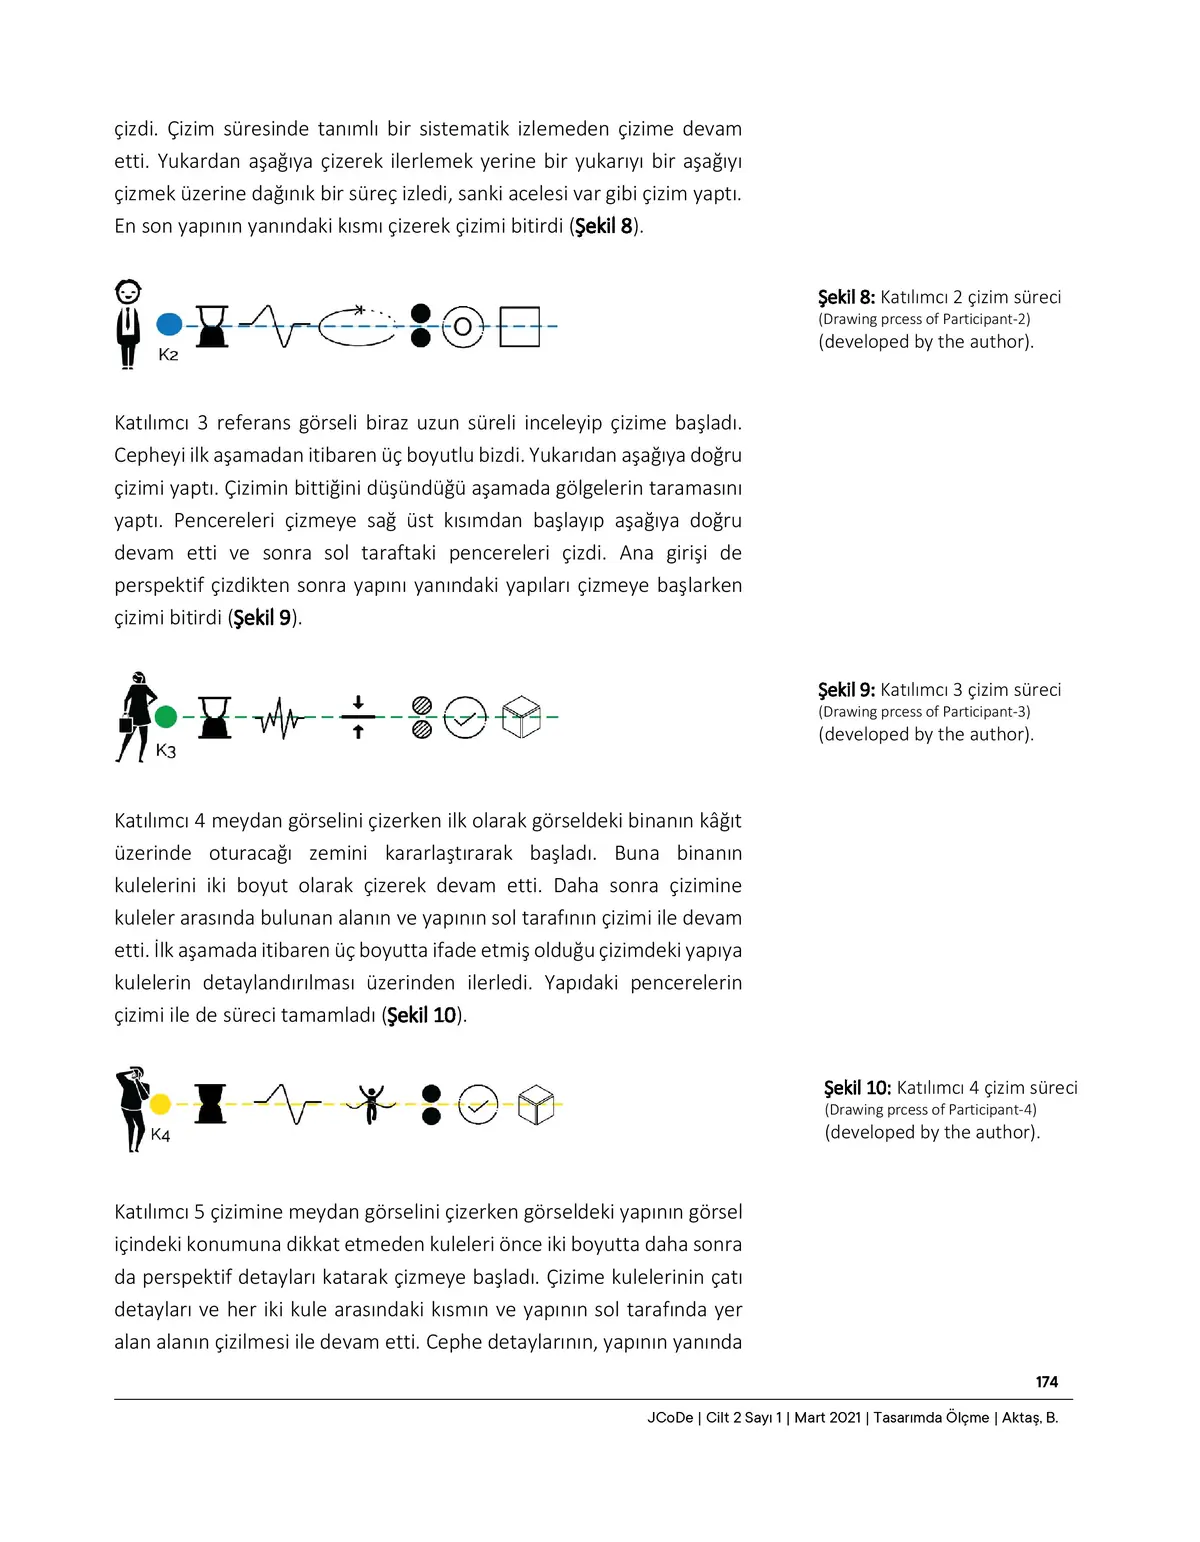 çizdi. Çizim süresinde tanımlı bir sistematik izlemeden çizime devam
etti. Yukardan aşağıya çizerek ilerlemek yerine bir yukarıyı bir aşağıyı
çizmek üzerine dağınık bir süreç izledi, sanki acelesi var gibi çizim yaptı.
En son yapının yanındaki kısmı çizerek çizimi bitirdi (Şekil 8).
K2
Şekil 8: Katılımcı 2 çizim süreci
(Drawing prcess of Participant-2)
(developed by the author).
Katılımcı 3 referans görseli biraz uzun süreli inceleyip çizime başladı.
Cepheyi ilk aşamadan itibaren üç boyutlu bizdi. Yukarıdan aşağıya doğru
çizimi yaptı. Çizimin bittiğini düşündüğü aşamada gölgelerin taramasını
yaptı. Pencereleri çizmeye sağ üst kısımdan başlayıp aşağıya doğru
devam etti ve sonra sol taraftaki pencereleri çizdi. Ana girişi de
perspektif çizdikten sonra yapını yanındaki yapıları çizmeye başlarken
çizimi bitirdi (Şekil 9).
K3
Şekil 9: Katılımcı 3 çizim süreci
(Drawing prcess of Participant-3)
(developed by the author).
Katılımcı 4 meydan görselini çizerken ilk olarak görseldeki binanın kâğıt
üzerinde oturacağı zemini kararlaştırarak başladı. Buna binanın
kulelerini iki boyut olarak çizerek devam etti. Daha sonra çizimine
kuleler arasında bulunan alanın ve yapının sol tarafının çizimi ile devam
etti. İlk aşamada itibaren üç boyutta ifade etmiş olduğu çizimdeki yapıya
kulelerin detaylandırılması üzerinden ilerledi. Yapıdaki pencerelerin
çizimi ile de süreci tamamladı (Şekil 10).
K4
Şekil 10: Katılımcı 4 çizim süreci
(Drawing prcess of Participant-4)
(developed by the author).
Katılımcı 5 çizimine meydan görselini çizerken görseldeki yapının görsel
içindeki konumuna dikkat etmeden kuleleri önce iki boyutta daha sonra
da perspektif detayları katarak çizmeye başladı. Çizime kulelerinin çatı
detayları ve her iki kule arasındaki kısmın ve yapının sol tarafında yer
alan alanın çizilmesi ile devam etti. Cephe detaylarının, yapının yanında
174
JCoDe | Cilt 2 Sayı 1 | Mart 2021 | Tasarımda Ölçme | Aktaş, B.